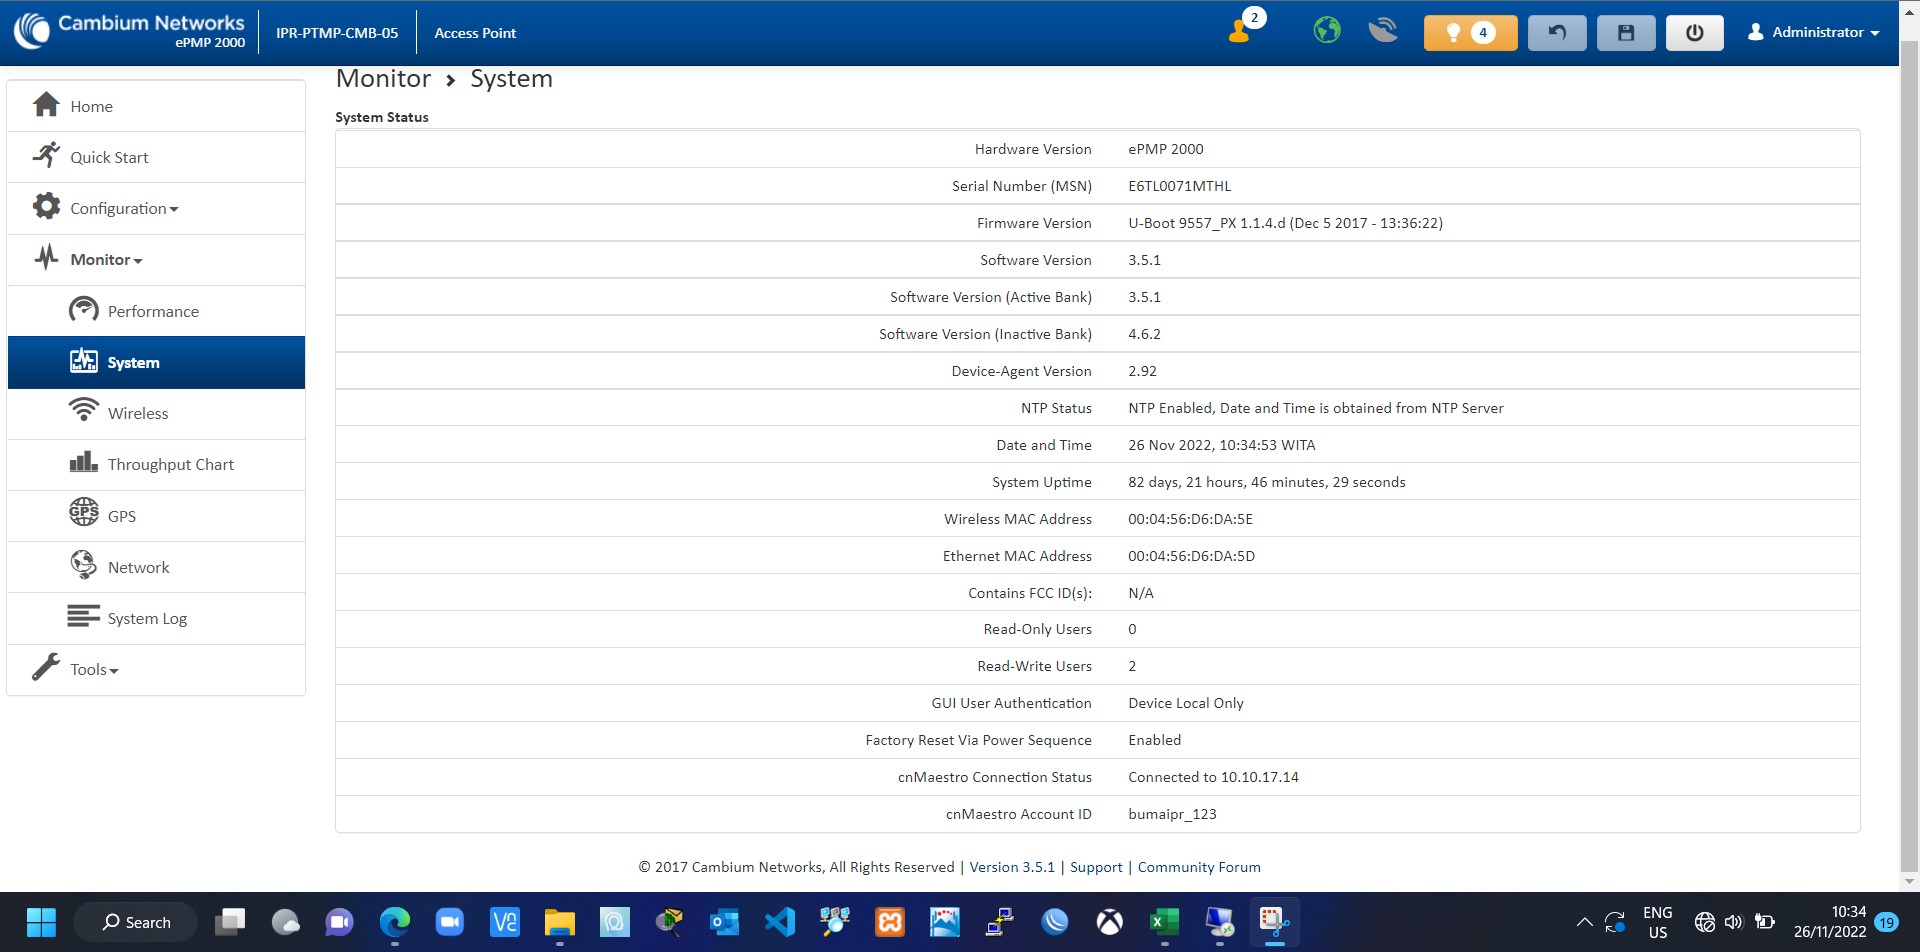 Cambium Networks
ePMP 2000
IPR-PTMP-CMB-05
Access Point
2
4
Administrator
Home
Quick Start
Configuration
Monitor
Performance
System
Wireless
Throughput Chart
GPS
GPS
Network
System Log
Tools
Monitor > System
System Status
Hardware Version ePMP 2000
Serial Number (MSN) E6TL0071MTHL
Firmware Version U-Boot 9557_PX 1.1.4.d (Dec 5 2017 - 13:36:22)
Software Version 3.5.1
Software Version (Active Bank) 3.5.1
Software Version (Inactive Bank) 4.6.2
Device-Agent Version 2.92
NTP Status NTP Enabled, Date and Time is obtained from NTP Server
Date and Time 26 Nov 2022, 10:34:53 WITA
System Uptime 82 days, 21 hours, 46 minutes, 29 seconds
Wireless MAC Address 00:04:56:D6:DA:5E
Ethernet MAC Address 00:04:56:D6:DA:5D
Contains FCC ID(s): N/A
Read-Only Users 0
Read-Write Users 2
GUI User Authentication Device Local Only
Factory Reset Via Power Sequence Enabled
cnMaestro Connection Status Connected to 10.10.17.14
cnMaestro Account ID bumaipr_123
© 2017 Cambium Networks, All Rights Reserved | Version 3.5.1 | Support | Community Forum
Search
ENG
US
10:34
26/11/2022
19